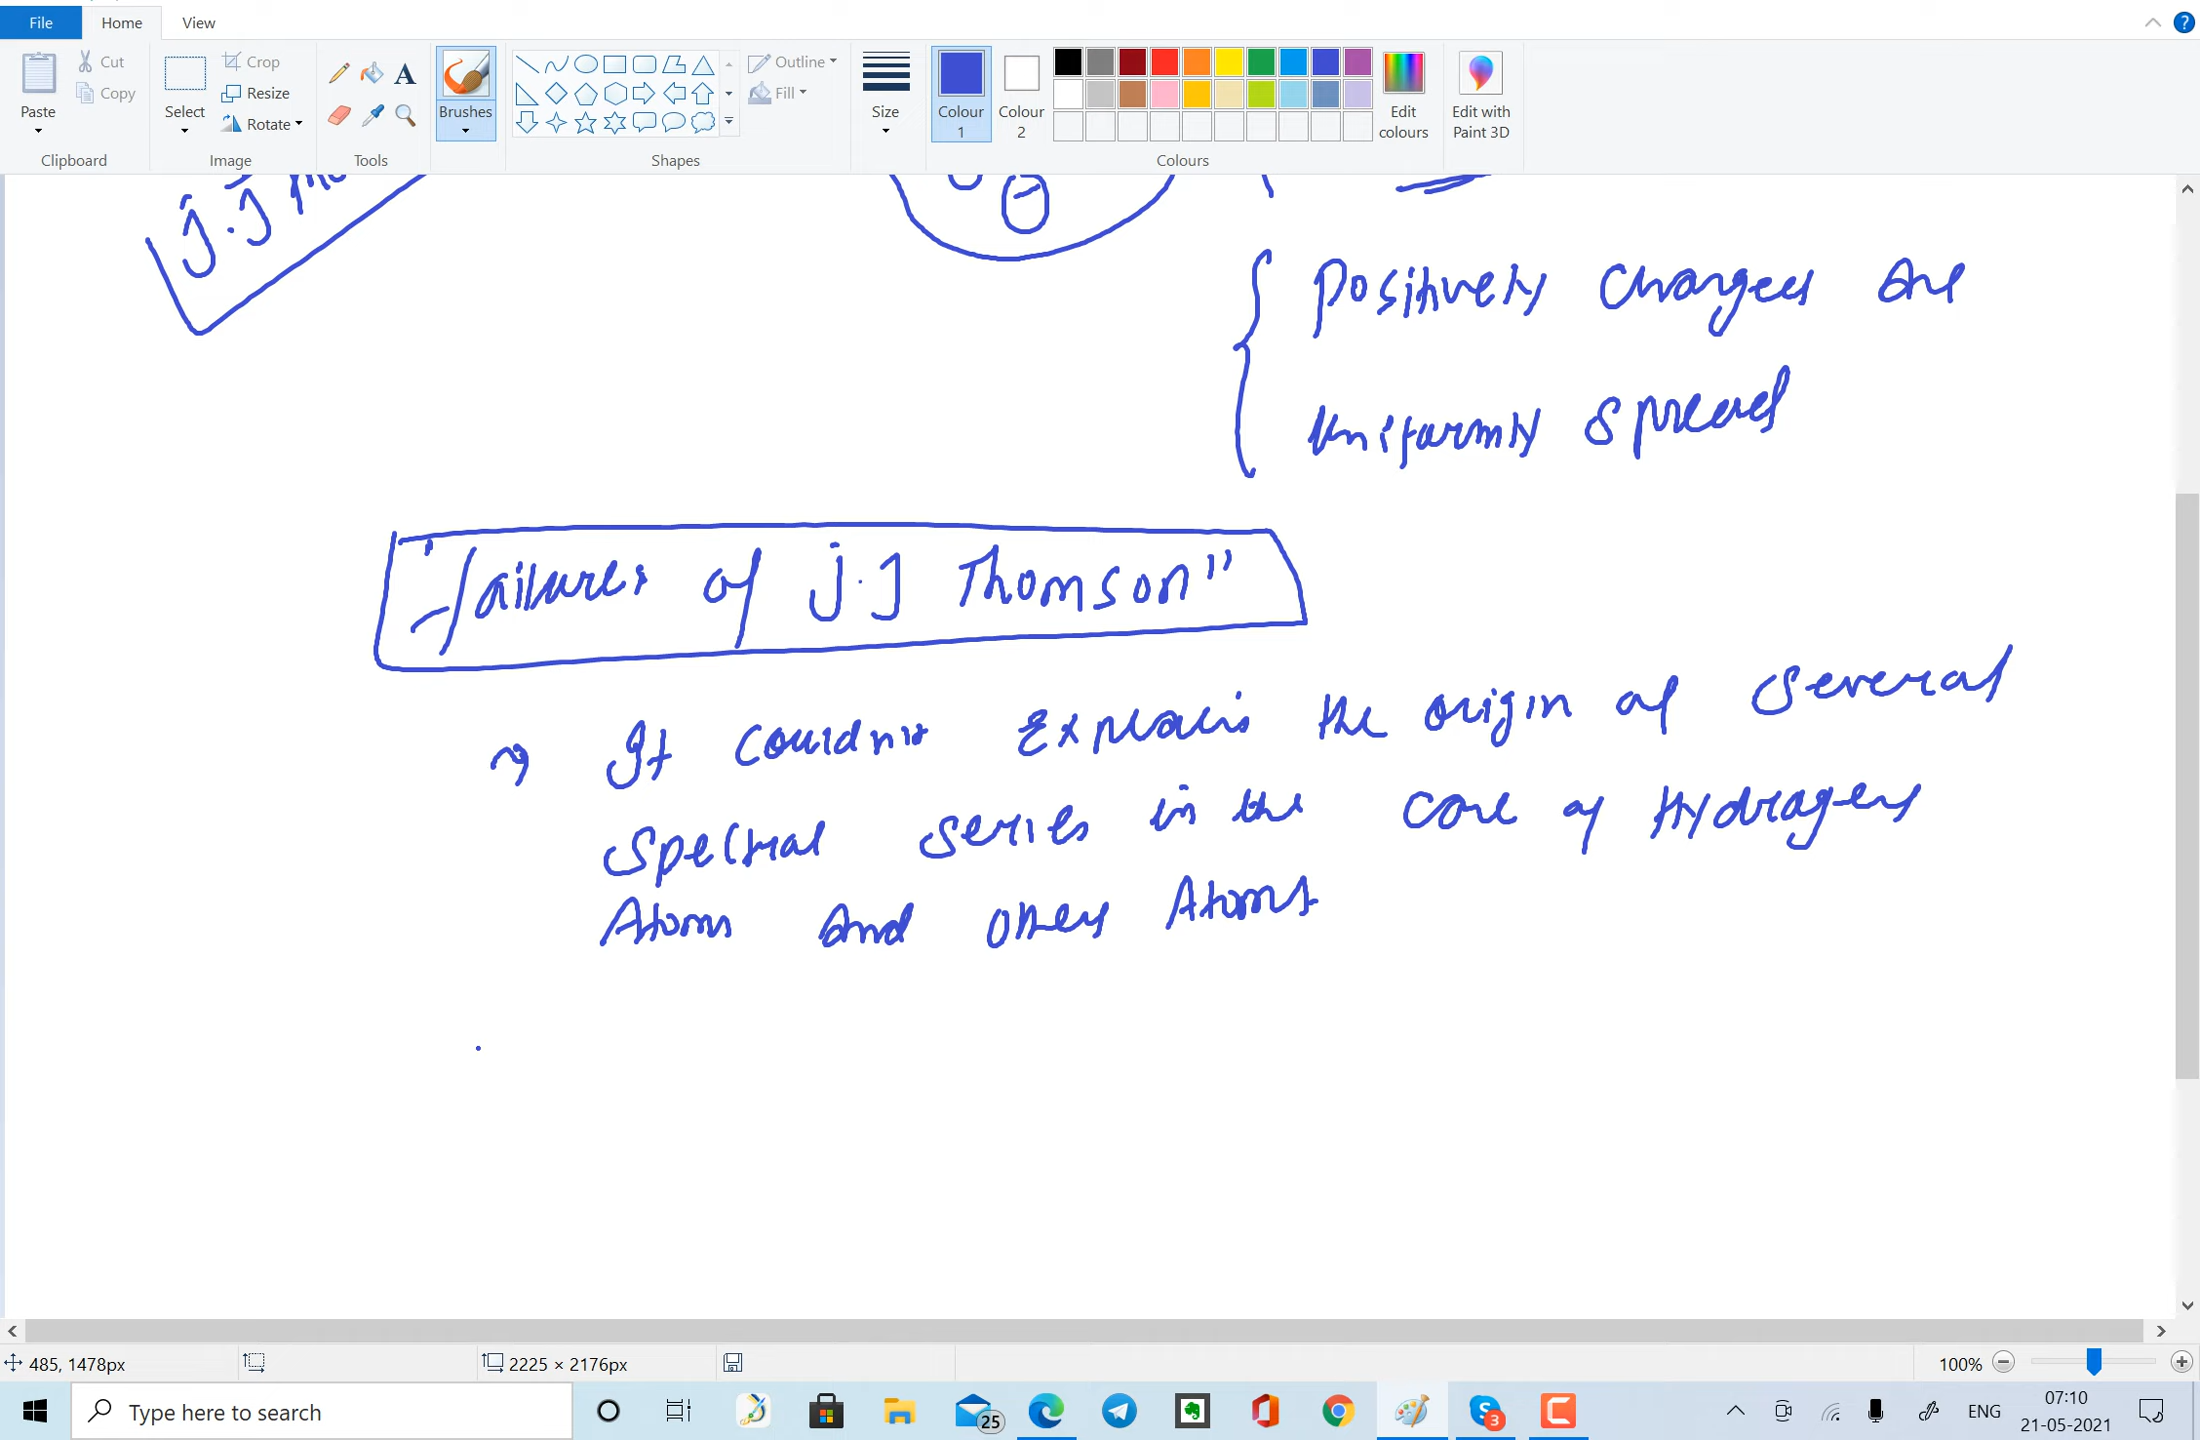 File Home View
Paste Cut Copy Clipboard
Select Crop Resize Rotate Image
Tools
Brushes
Outline Fill Shapes
Size
Colour 1 Colour 2 Edit colours Edit with Paint 3D
Colours
J.J
Positively charged are
Uniformly spread
"failures of J.J Thomson"
It couldn't Explain the origin of several
Spectral series in the case of Hydrogen
Atom and other Atoms
485, 1478px 2225 × 2176px 100%
Type here to search 25 3 ENG 07:10
21-05-2021